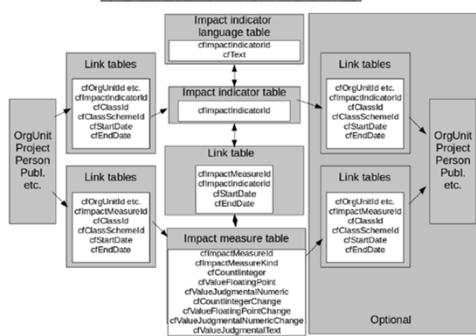 Impact indicator
language table
cfImpactIndicatorId
cfText
Link tables
cfOrgUnitId etc.
cfImpactIndicatorId
cfClassId
cfClassSchemeId
cfStartDate
cfEndDate
Impact indicator table
cfImpactIndicatorId
Link tables
cfOrgUnitId etc.
cfImpactIndicatorId
cfClassId
cfClassSchemeId
cfStartDate
cfEndDate
OrgUnit
Project
Person
Publ.
etc.
Link table
cfImpactMeasureId
cfImpactIndicatorId
cfStartDate
cfEndDate
OrgUnit
Project
Person
Publ.
etc.
Link tables
cfOrgUnitId etc.
cfImpactMeasureId
cfClassId
cfClassSchemeId
cfStartDate
cfEndDate
Impact measure table
cfImpactMeasureId
cfImpactMeasureKind
cfCountInteger
cfValueFloatingPoint
cfValueJudgmentalNumeric
cfCountIntegerChange
cfValueFloatingPointChange
cfValueJudgmentalNumericChange
cfValueJudgmentalText
Link tables
cfOrgUnitId etc.
cfImpactMeasureId
cfClassId
cfClassSchemeId
cfStartDate
cfEndDate
Optional